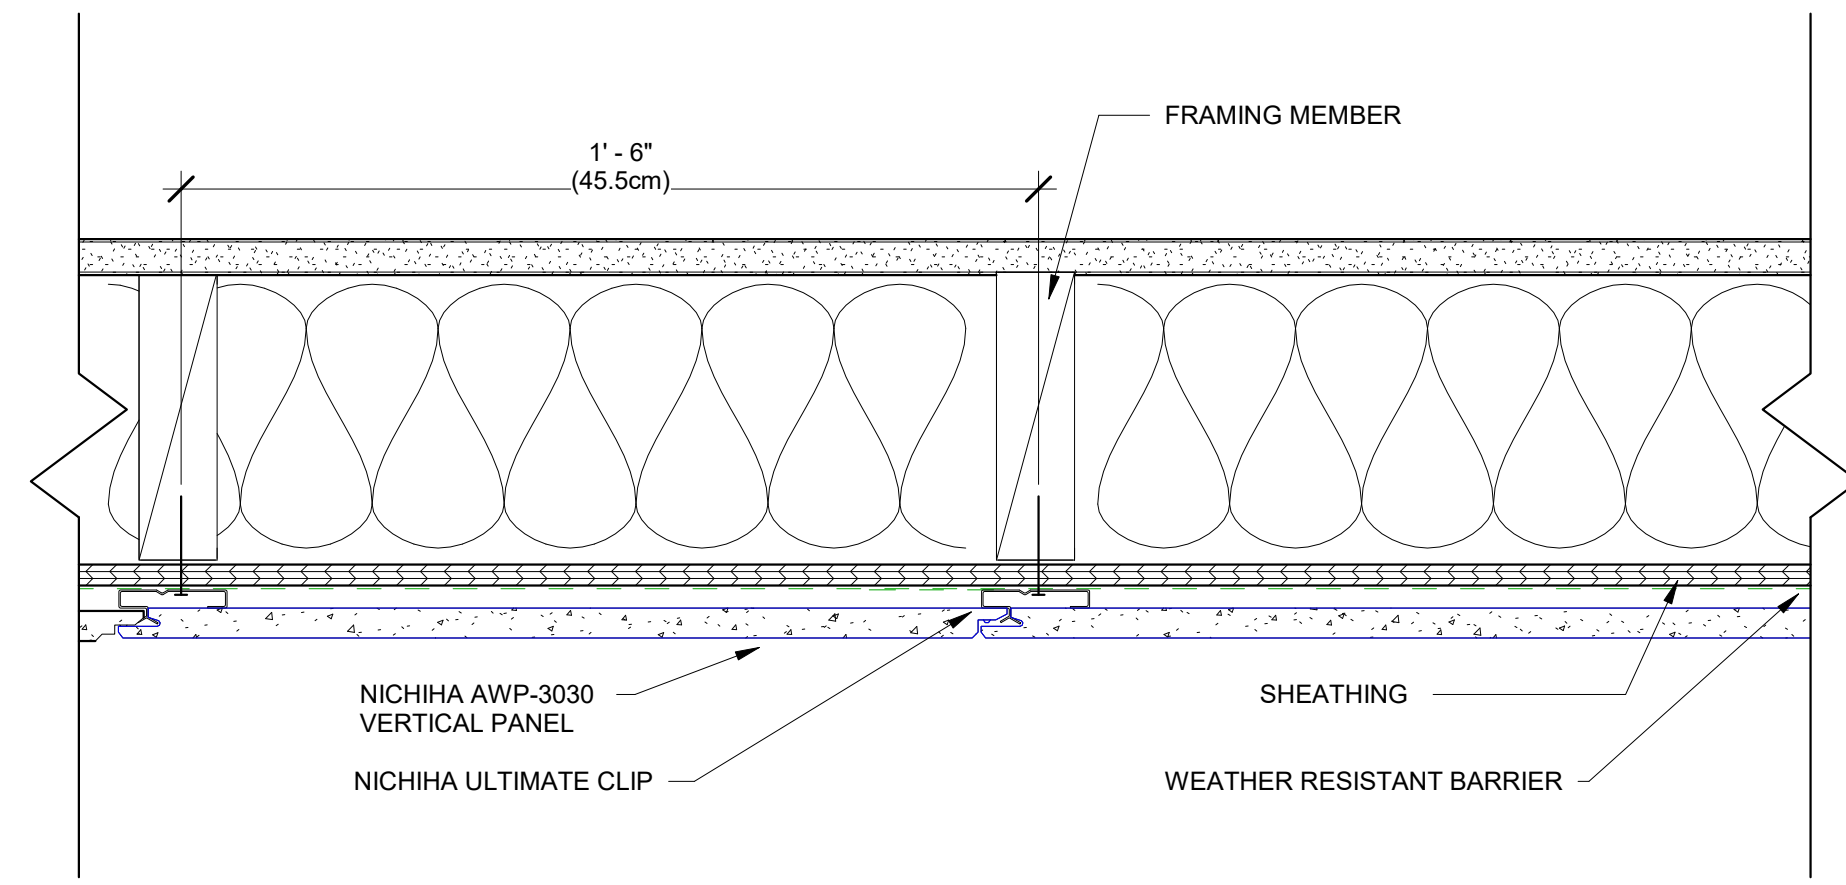 FRAMING MEMBER
1' - 6"
(45.5cm)
NICHIHA AWP-3030
VERTICAL PANEL
SHEATHING
NICHIHA ULTIMATE CLIP
WEATHER RESISTANT BARRIER